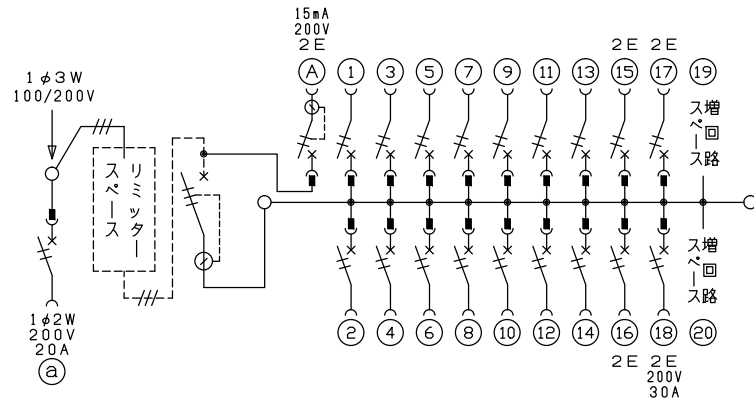 15mA
200V
2E
2E 2E
A 1 3 5 7 9 11 13 15 17 19
1φ3W
100/200V
リミッター
スペース
増回路
スペース
増回路
スペース
2 4 6 8 10 12 14 16 18 20
1φ2W
200V
20A
a
2E 2E
200V
30A